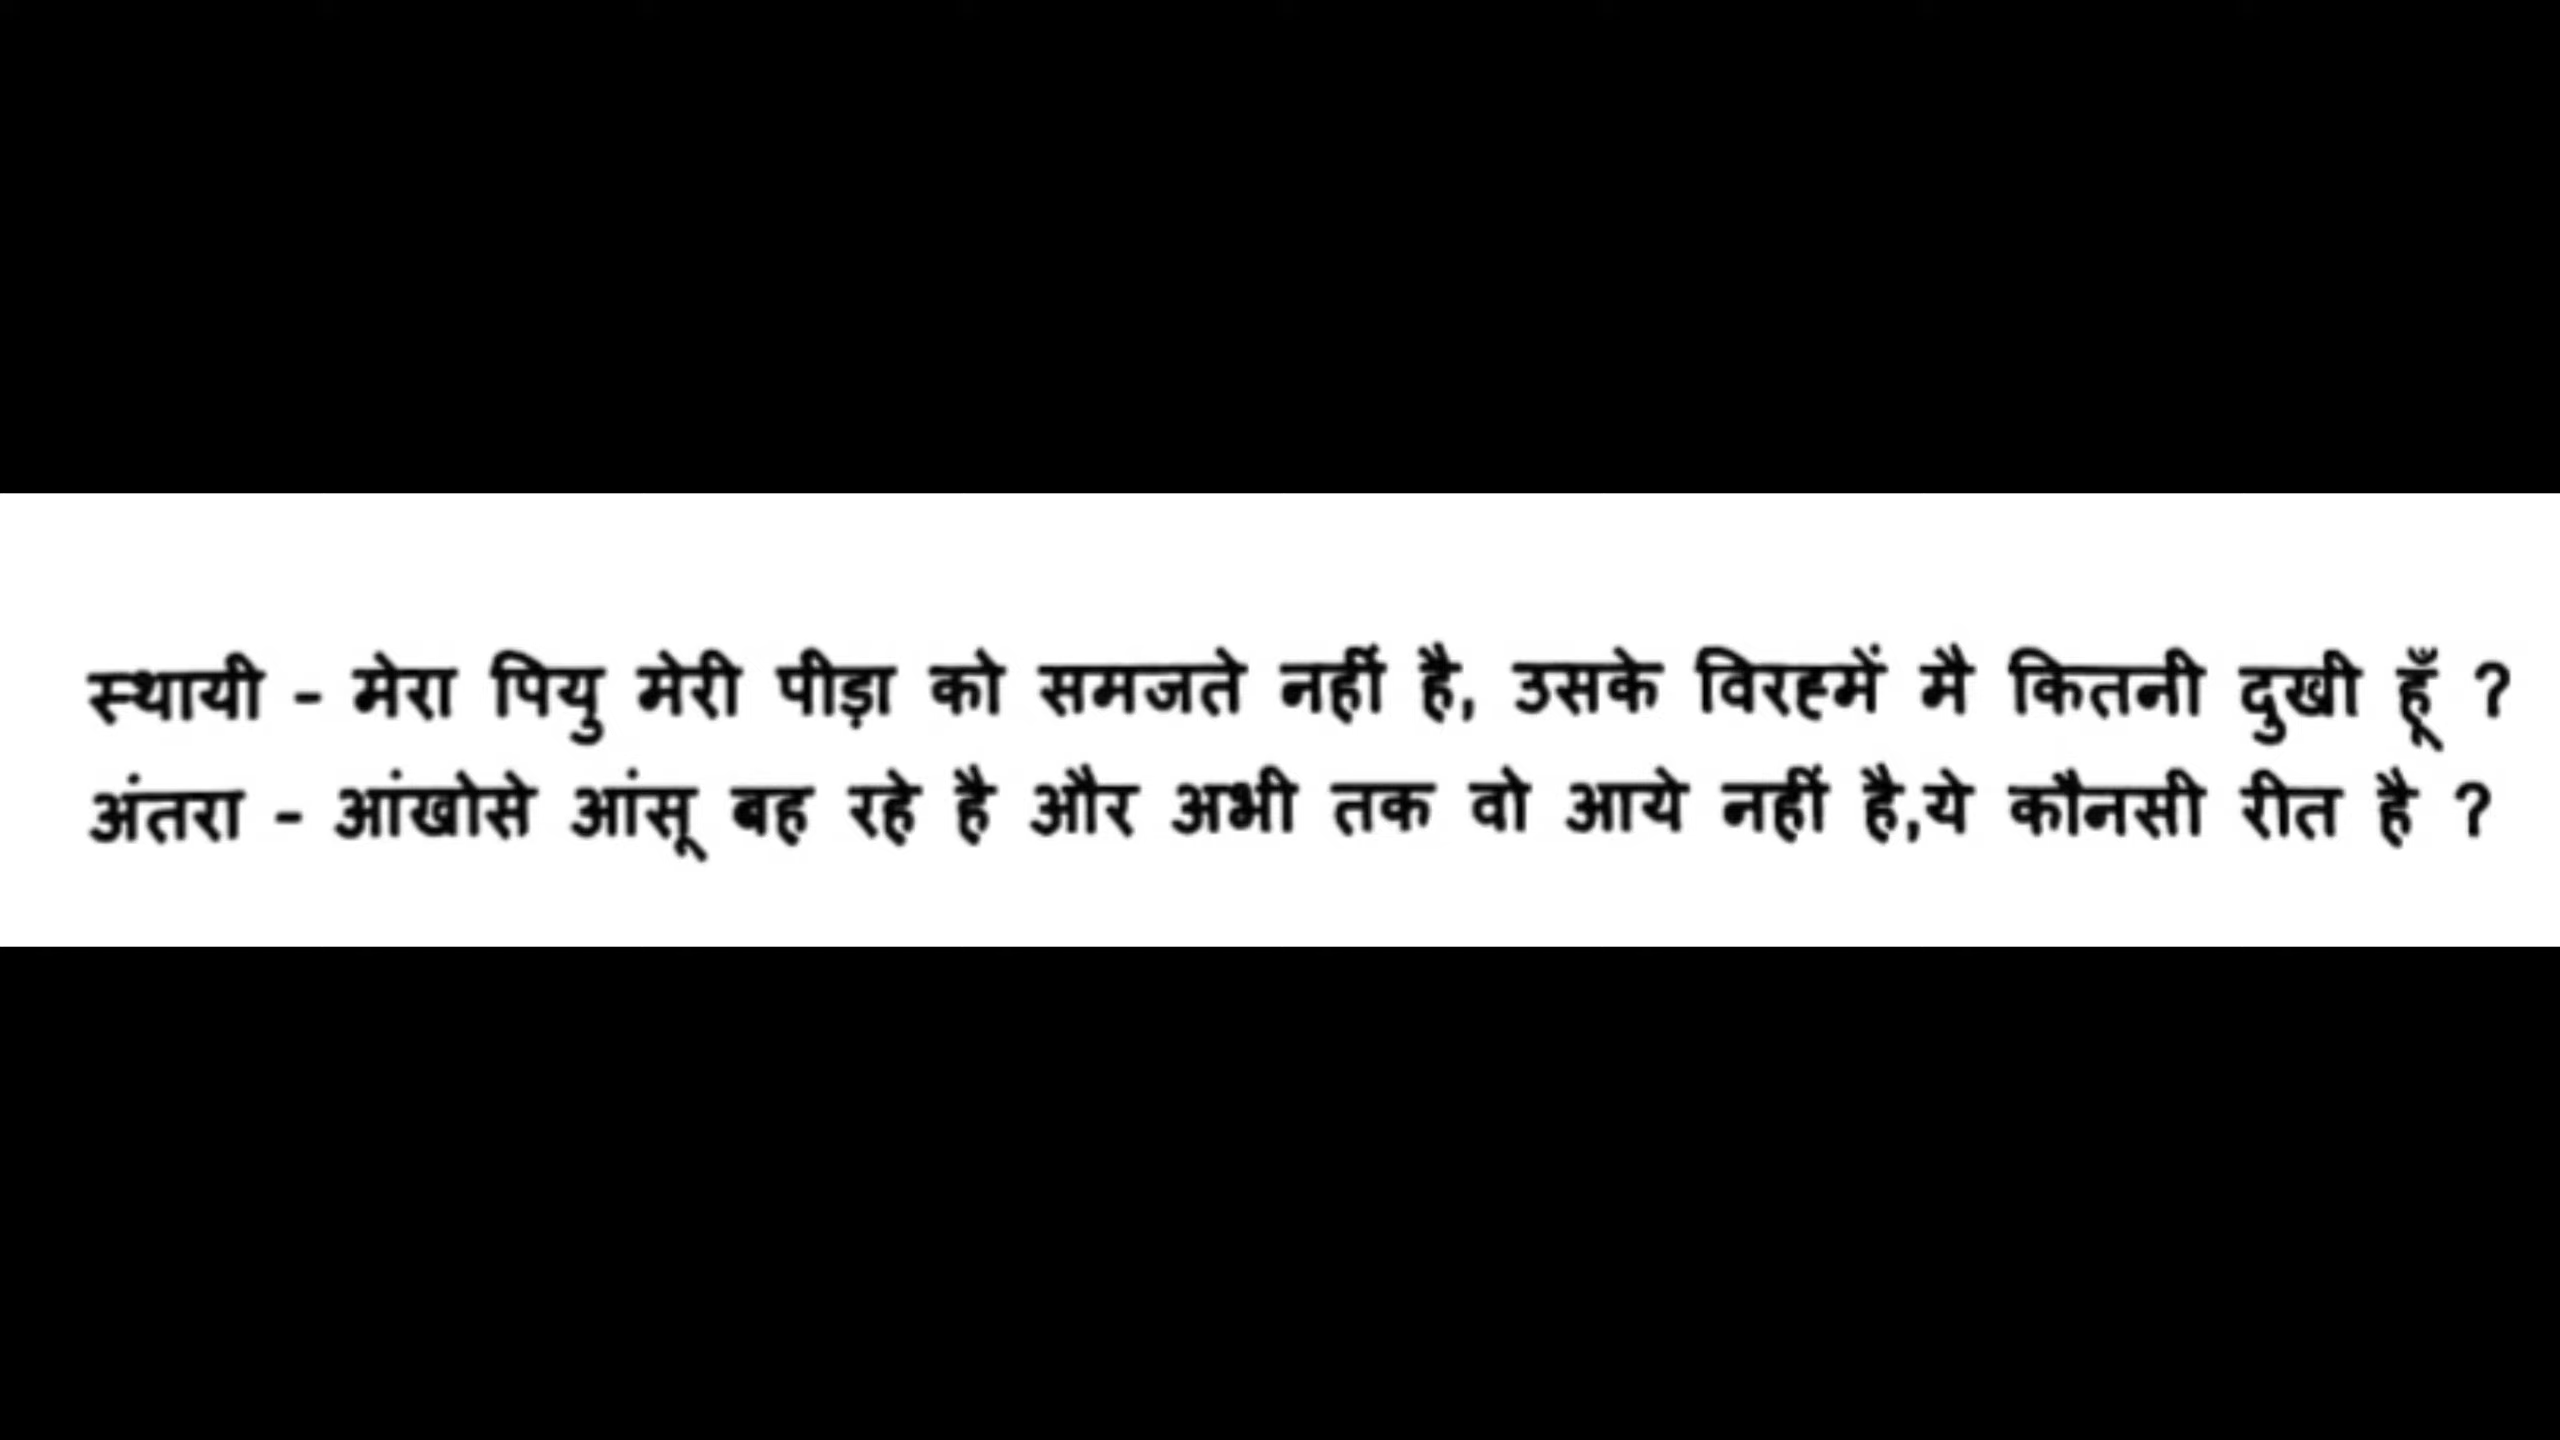 स्थायी - मेरा पियु मेरी पीड़ा को समजते नहीं है, उसके विरहमें मै कितनी दुखी हूँ ?
अंतरा - आंखोसे आंसू बह रहे है और अभी तक वो आये नहीं है,ये कौनसी रीत है ?